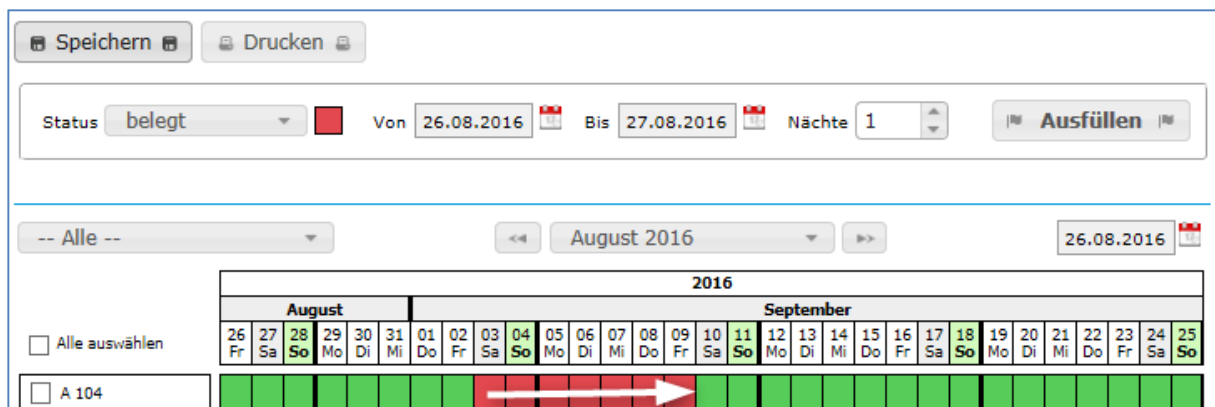 Speichern Drucken
Status belegt Von 26.08.2016 Bis 27.08.2016 Nächte 1 Ausfüllen
-- Alle -- August 2016 26.08.2016
2016
August September
26 27 28 29 30 31 01 02 03 04 05 06 07 08 09 10 11 12 13 14 15 16 17 18 19 20 21 22 23 24 25
Alle auswählen Fr Sa So Mo Di Mi Do Fr Sa So Mo Di Mi Do Fr Sa So Mo Di Mi Do Fr Sa So Mo Di Mi Do Fr Sa So
A 104